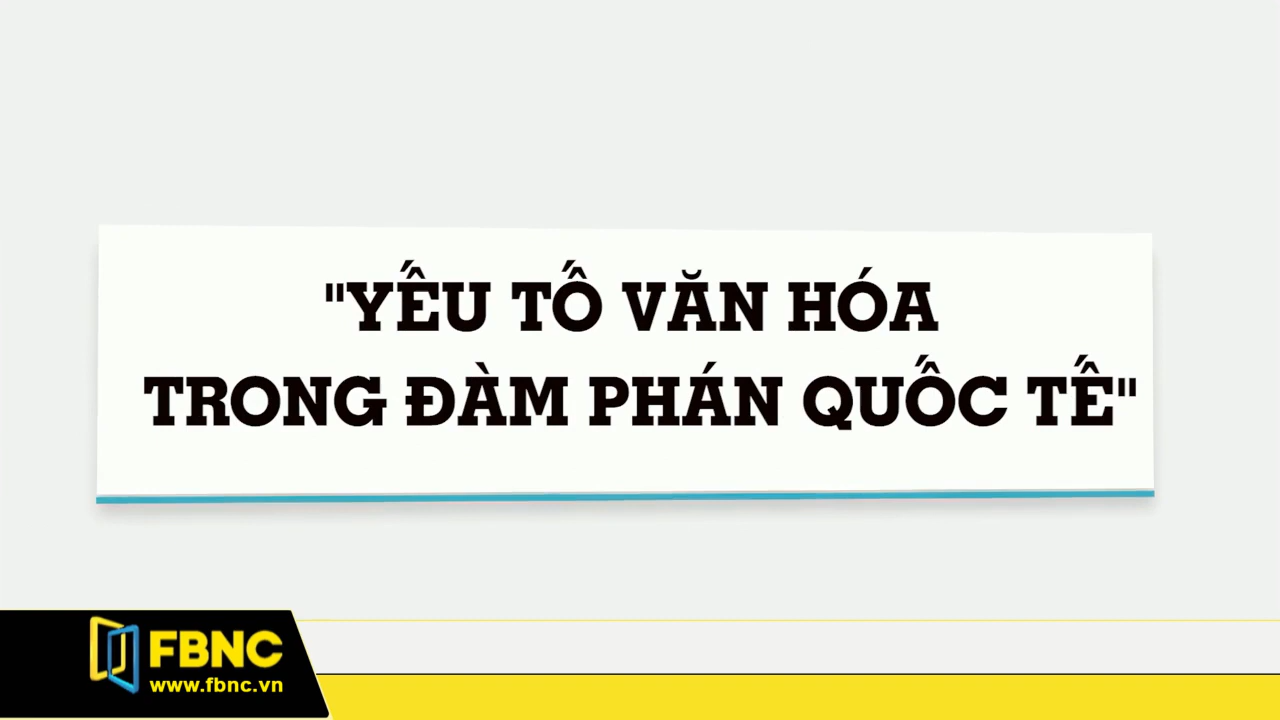 "YẾU TỐ VĂN HÓA
TRONG ĐÀM PHÁN QUỐC TẾ"
FBNC
www.fbnc.vn